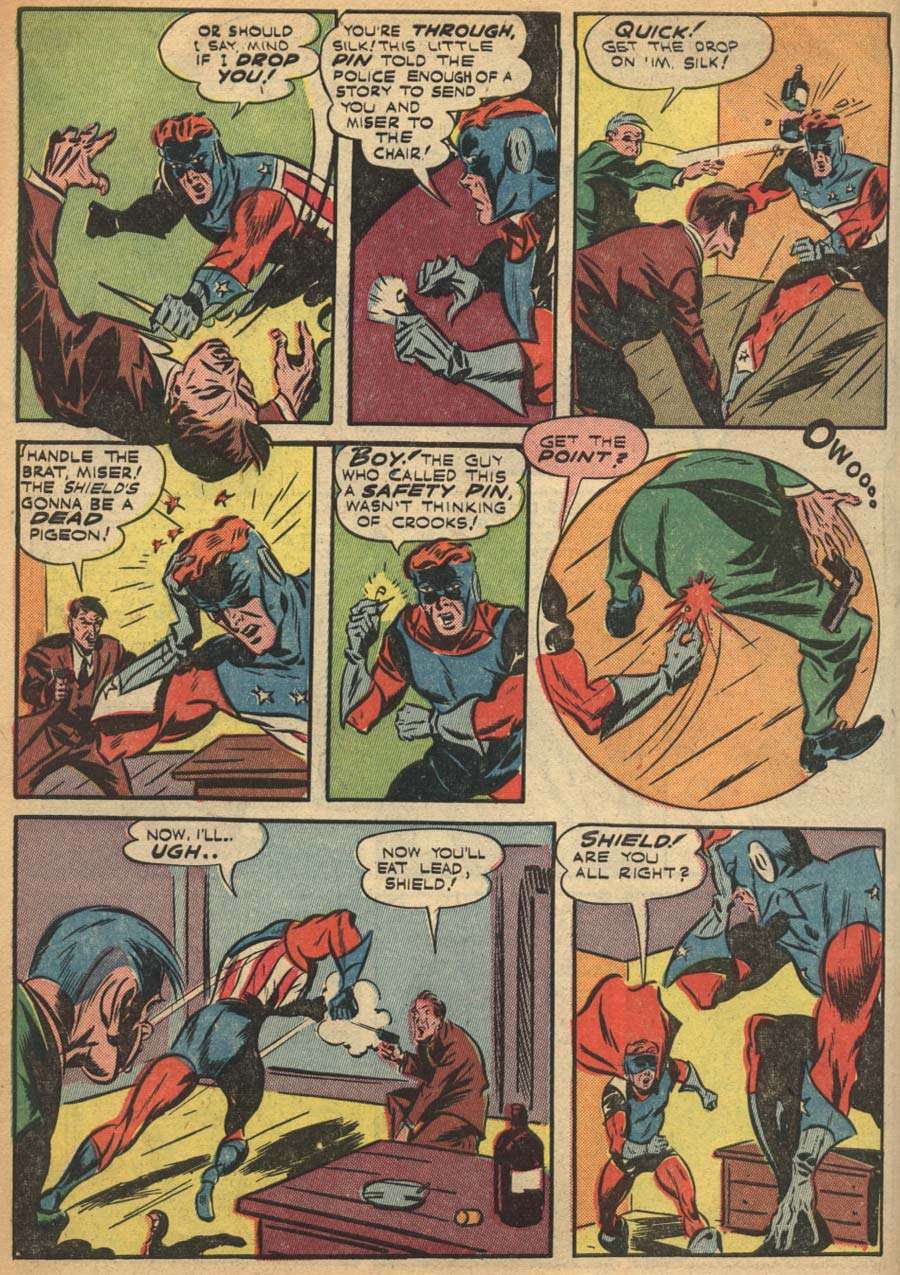 OR SHOULD
I SAY, MIND
IF I DROP
YOU!
YOU'RE THROUGH,
SILK! THIS LITTLE
PIN TOLD THE
POLICE ENOUGH OF A
STORY TO SEND
YOU AND
MISER TO
THE
CHAIR!
QUICK!
GET THE DROP
ON 'IM, SILK!
HANDLE THE
BRAT, MISER!
THE SHIELD'S
GONNA BE A
DEAD
PIGEON!
BOY! THE GUY
WHO CALLED THIS
A SAFETY PIN,
WASN'T THINKING
OF CROOKS!
GET THE
POINT?
OWOO...
NOW, I'LL..
UGH..
NOW YOU'LL
EAT LEAD,
SHIELD!
SHIELD!
ARE YOU
ALL RIGHT?